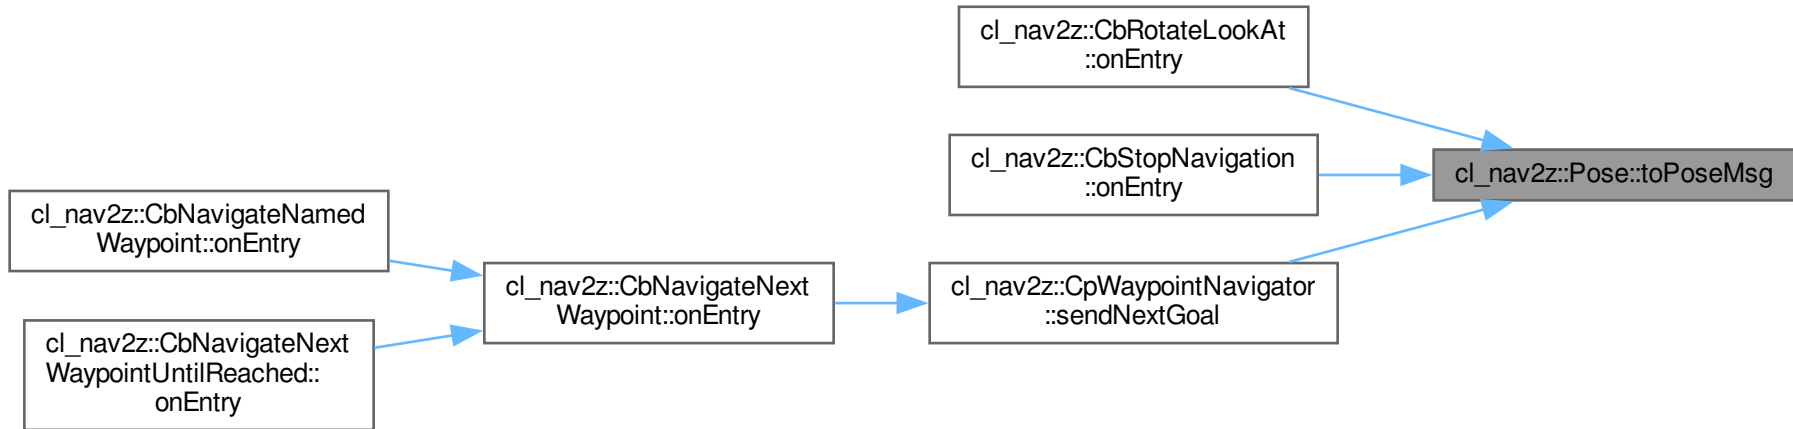 cl_nav2z::CbRotateLookAt
::onEntry
cl_nav2z::CbStopNavigation
::onEntry
cl_nav2z::Pose::toPoseMsg
cl_nav2z::CbNavigateNamed
Waypoint::onEntry
cl_nav2z::CbNavigateNext
Waypoint::onEntry
cl_nav2z::CpWaypointNavigator
::sendNextGoal
cl_nav2z::CbNavigateNext
WaypointUntilReached::
onEntry